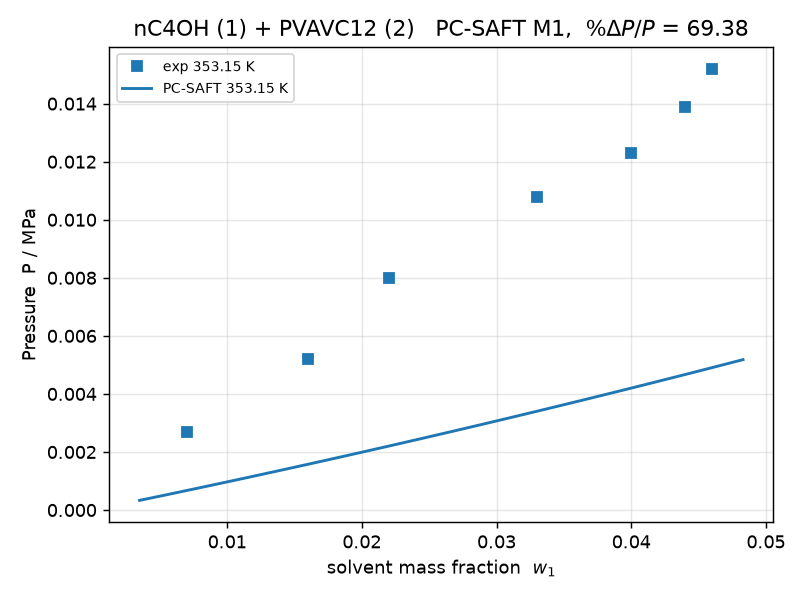 nC4OH (1) + PVAVC12 (2)   PC-SAFT M1,  %ΔP/P = 69.38
exp 353.15 K
PC-SAFT 353.15 K
Pressure  P / MPa
0.014
0.012
0.010
0.008
0.006
0.004
0.002
0.000
0.01
0.02
0.03
0.04
0.05
solvent mass fraction  w₁